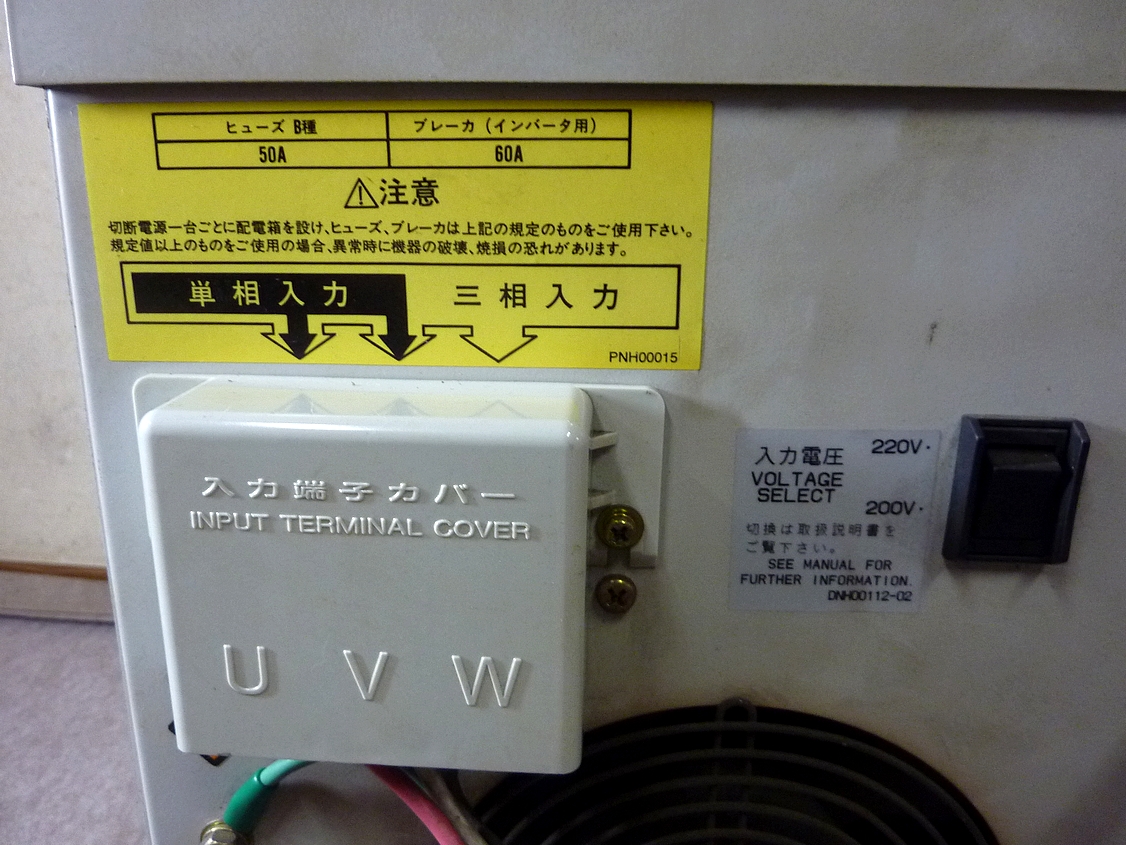 ヒューズ B種 ブレーカ（インバータ用）
50A 60A
注意
切断電源一台ごとに配電箱を設け、ヒューズ、ブレーカは上記の規定のものをご使用下さい。
規定値以上のものをご使用の場合、異常時に機器の破壊、焼損の恐れがあります。
単相入力 三相入力
PNH00015
入力端子カバー
INPUT TERMINAL COVER
U V W
入力電圧 220V・
VOLTAGE
SELECT
200V・
切換は取扱説明書を
ご覧下さい。
SEE MANUAL FOR
FURTHER INFORMATION.
DNH00112-02